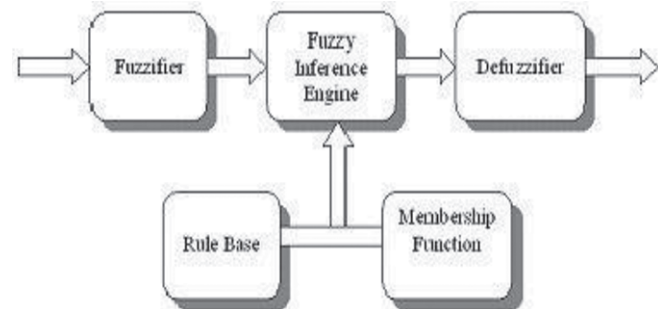 Fuzzifier
Fuzzy
Inference
Engine
Defuzzifier
Rule Base
Membership
Function